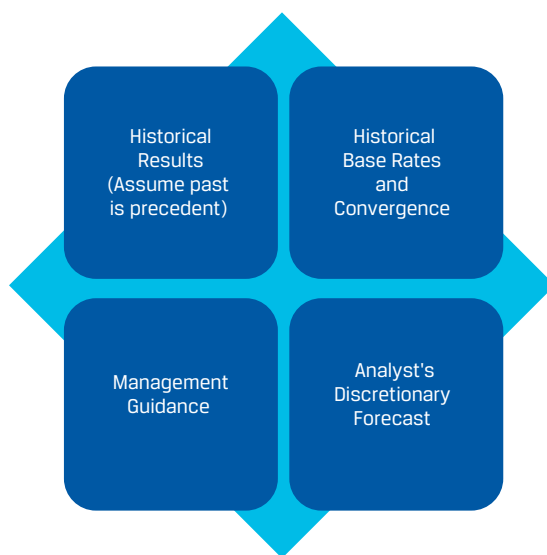 Historical
Results
(Assume past
is precedent)
Historical
Base Rates
and
Convergence
Management
Guidance
Analyst's
Discretionary
Forecast